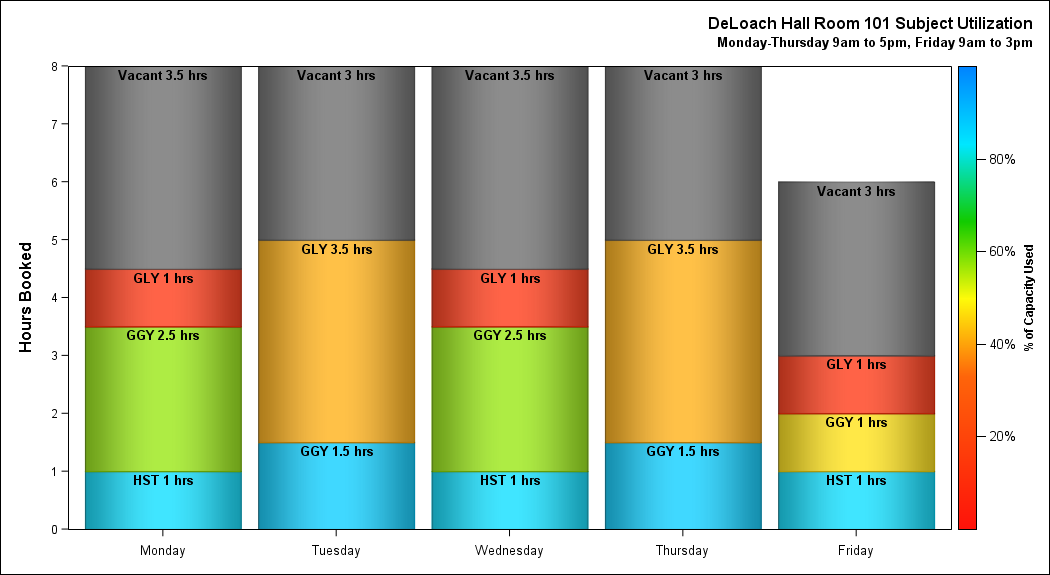 DeLoach Hall Room 101 Subject Utilization
Monday-Thursday 9am to 5pm, Friday 9am to 3pm
Hours Booked
8
7
6
5
4
3
2
1
0
Vacant 3.5 hrs
GLY 1 hrs
GGY 2.5 hrs
HST 1 hrs
Monday
Vacant 3 hrs
GLY 3.5 hrs
GGY 1.5 hrs
Tuesday
Vacant 3.5 hrs
GLY 1 hrs
GGY 2.5 hrs
HST 1 hrs
Wednesday
Vacant 3 hrs
GLY 3.5 hrs
GGY 1.5 hrs
Thursday
Vacant 3 hrs
GLY 1 hrs
GGY 1 hrs
HST 1 hrs
Friday
80%
60%
40%
20%
% of Capacity Used